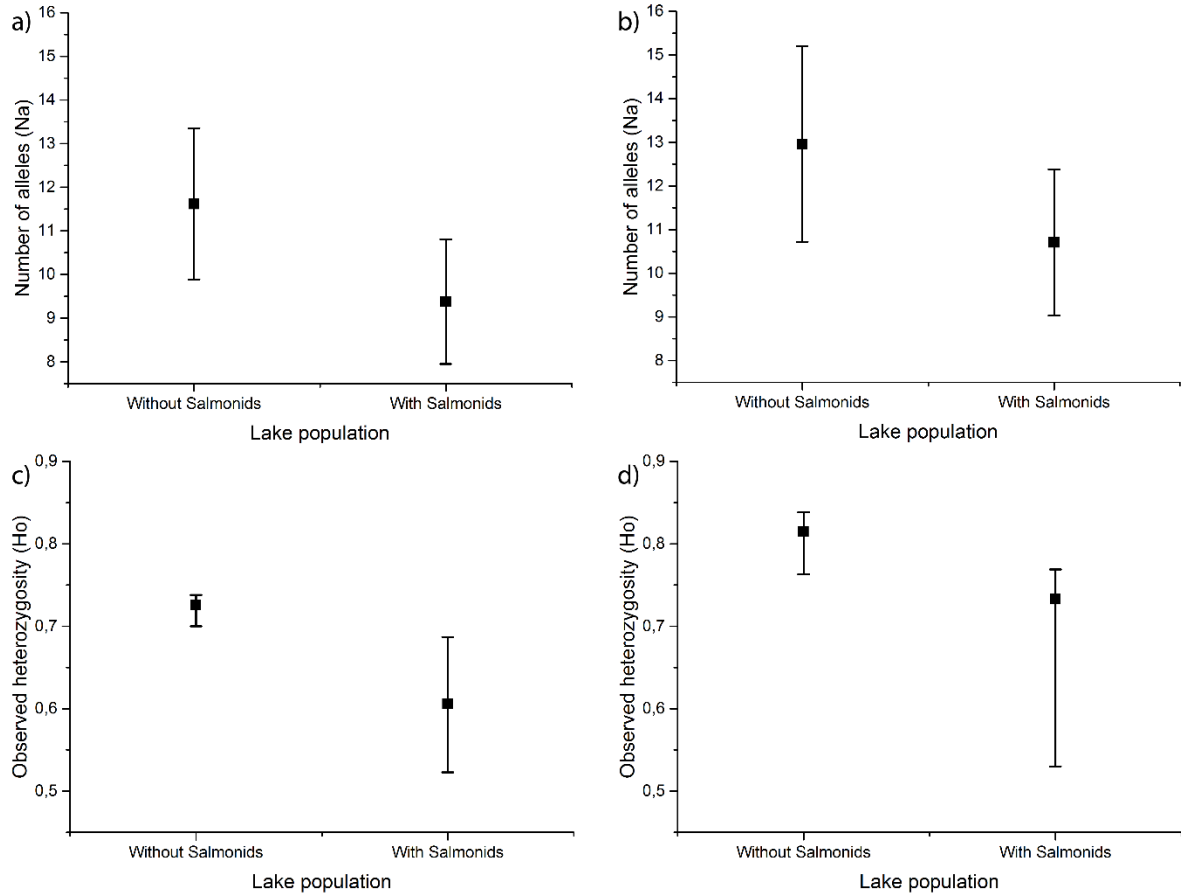 a)
Number of alleles (Na)
16
15
14
13
12
11
10
9
8
Without Salmonids
With Salmonids
Lake population
b)
Number of alleles (Na)
16
15
14
13
12
11
10
9
8
Without Salmonids
With Salmonids
Lake population
c)
Observed heterozygosity (Ho)
0,9
0,8
0,7
0,6
0,5
Without Salmonids
With Salmonids
Lake population
d)
Observed heterozygosity (Ho)
0,9
0,8
0,7
0,6
0,5
Without Salmonids
With Salmonids
Lake population